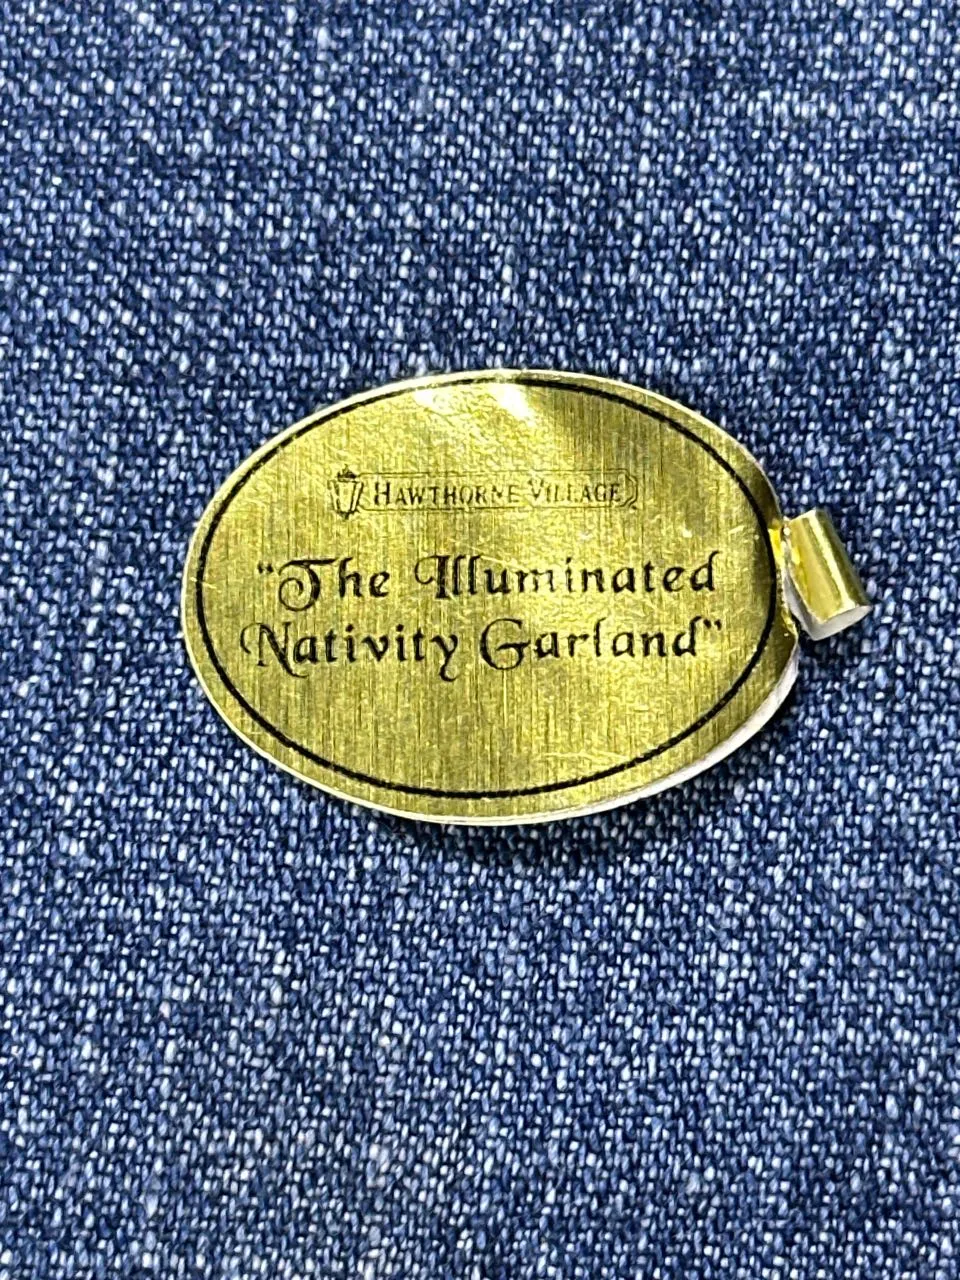 HAWTHORNE VILLAGE
“The Illuminated
Nativity Garland”